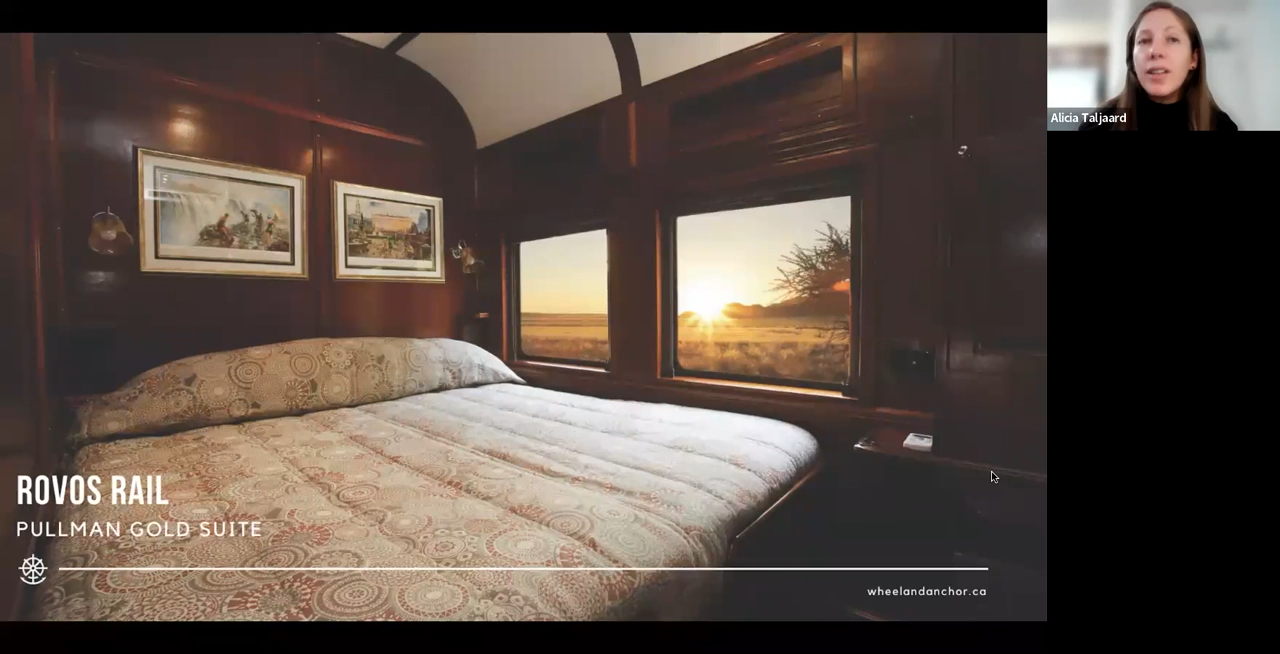 Alicia Taljaard
ROVOS RAIL
PULLMAN GOLD SUITE
wheelandanchor.ca